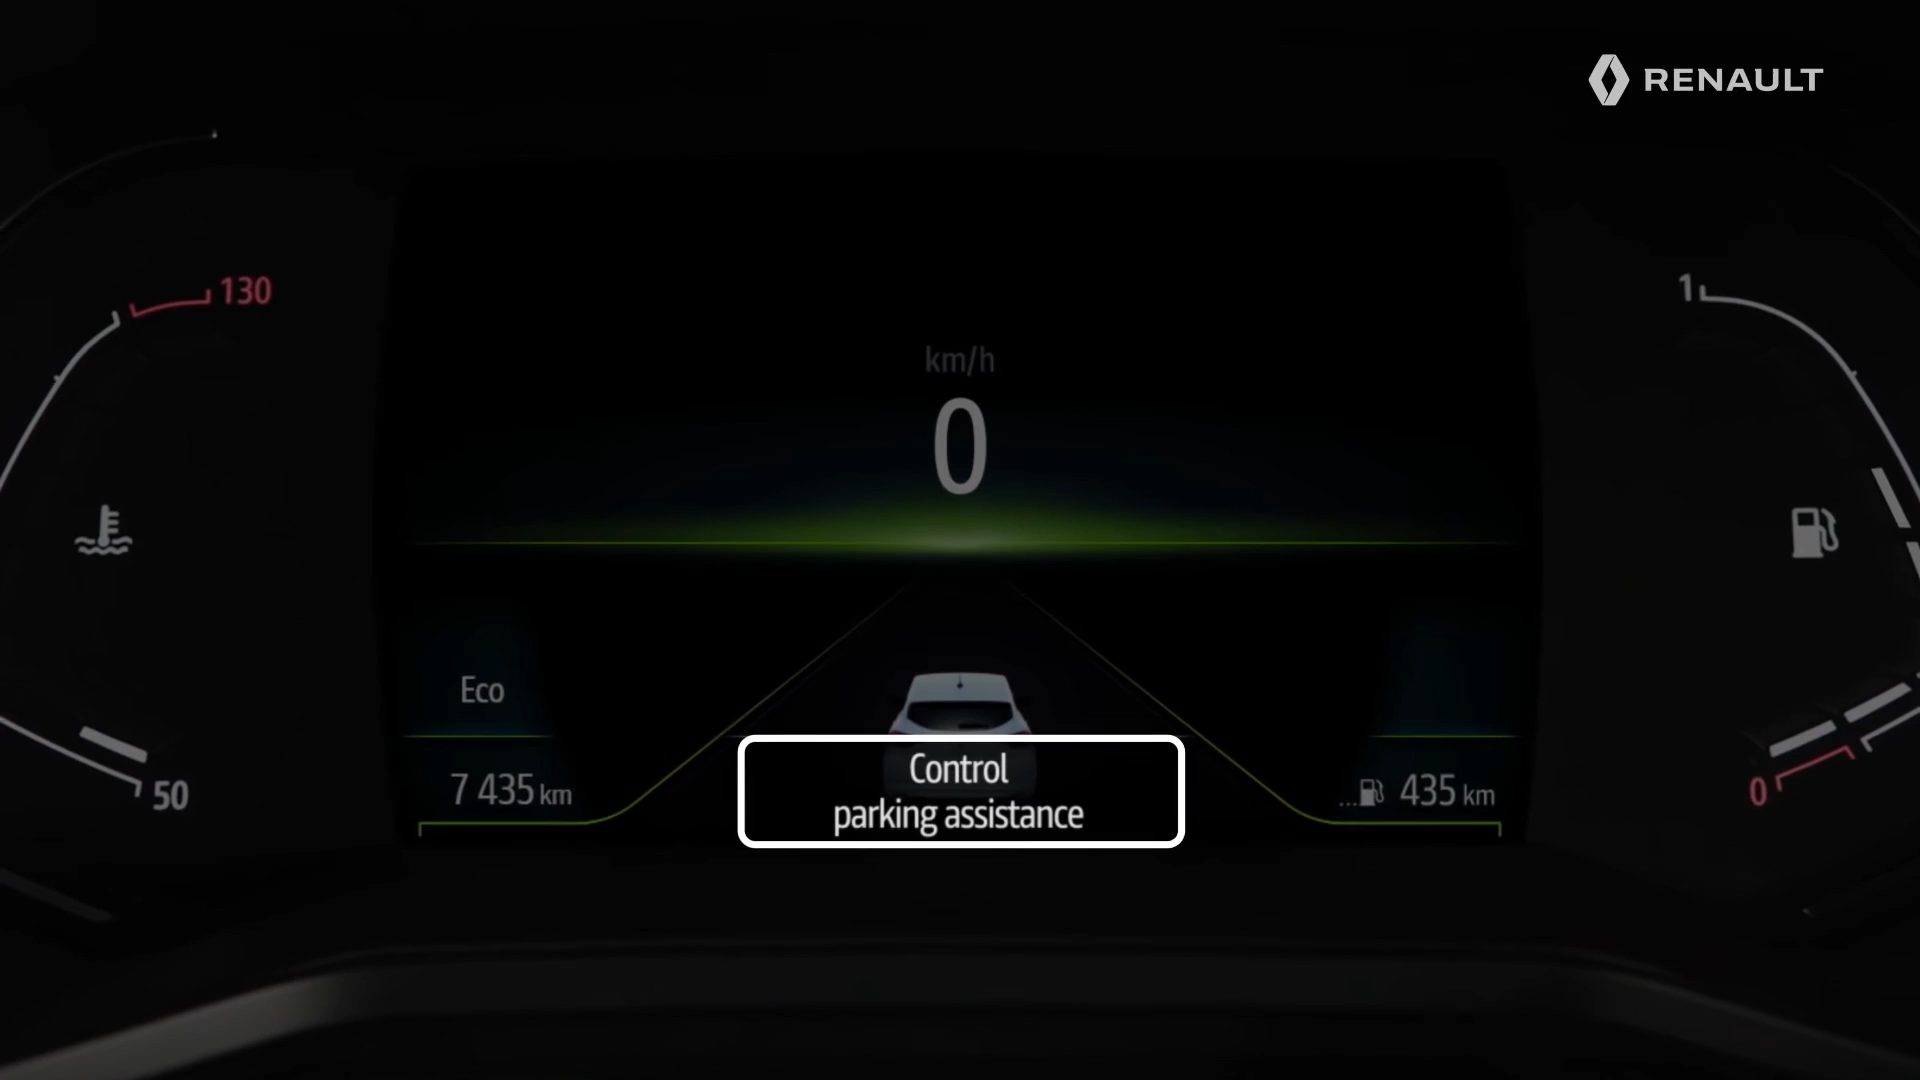 RENAULT
130
1
km/h
0
Eco
7 435 km
50
Control
parking assistance
...435 km
0